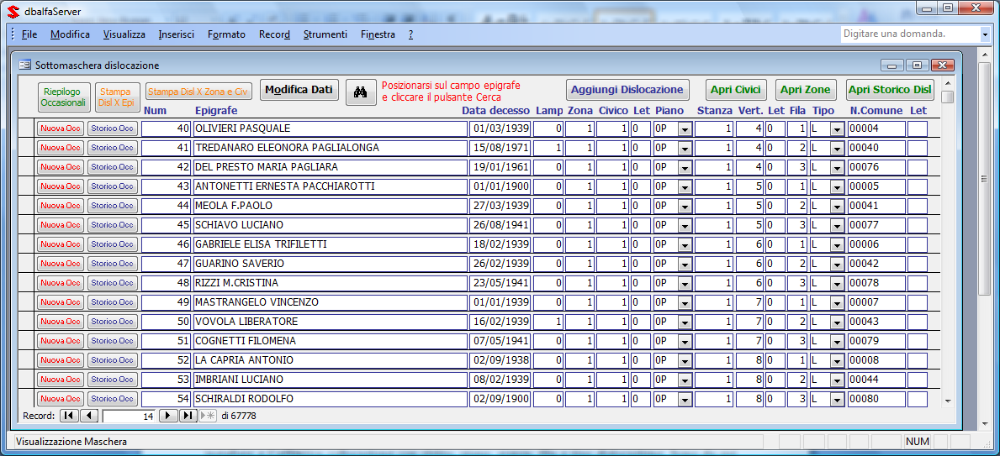 dbalfaServer
File Modifica Visualizza Inserisci Formato Record Strumenti Finestra ? Digitare una domanda.
Sottomaschera dislocazione
Riepilogo Occasionali
Stampa Disl X Epi
Stampa Disl X Zona e Civ
Modifica Dati
Posizionarsi sul campo epigrafe
e cliccare il pulsante Cerca
Aggiungi Dislocazione
Apri Civici
Apri Zone
Apri Storico Disl
Num Epigrafe Data decesso Lamp Zona Civico Let Piano Stanza Vert. Let Fila Tipo N.Comune Let
Nuova Occ Storico Occ 40 OLIVIERI PASQUALE 01/03/1939 0 1 1 0 0P 1 4 0 1 L 00004
Nuova Occ Storico Occ 41 TREDANARO ELEONORA PAGLIALONGA 15/08/1971 1 1 1 0 0P 1 4 0 2 L 00040
Nuova Occ Storico Occ 42 DEL PRESTO MARIA PAGLIARA 19/01/1961 0 1 1 0 0P 1 4 0 3 L 00076
Nuova Occ Storico Occ 43 ANTONETTI ERNESTA PACCHIAROTTI 01/01/1900 0 1 1 0 0P 1 5 0 1 L 00005
Nuova Occ Storico Occ 44 MEOLA F.PAOLO 27/03/1939 0 1 1 0 0P 1 5 0 2 L 00041
Nuova Occ Storico Occ 45 SCHIAVO LUCIANO 26/08/1941 0 1 1 0 0P 1 5 0 3 L 00077
Nuova Occ Storico Occ 46 GABRIELE ELISA TRIFILETTI 18/02/1939 0 1 1 0 0P 1 6 0 1 L 00006
Nuova Occ Storico Occ 47 GUARINO SAVERIO 26/02/1939 0 1 1 0 0P 1 6 0 2 L 00042
Nuova Occ Storico Occ 48 RIZZI M.CRISTINA 23/05/1941 0 1 1 0 0P 1 6 0 3 L 00078
Nuova Occ Storico Occ 49 MASTRANGELO VINCENZO 01/01/1939 0 1 1 0 0P 1 7 0 1 L 00007
Nuova Occ Storico Occ 50 VOVOLA LIBERATORE 16/02/1939 1 1 1 0 0P 1 7 0 2 L 00043
Nuova Occ Storico Occ 51 COGNETTI FILOMENA 07/05/1941 0 1 1 0 0P 1 7 0 3 L 00079
Nuova Occ Storico Occ 52 LA CAPRIA ANTONIO 02/09/1938 0 1 1 0 0P 1 8 0 1 L 00008
Nuova Occ Storico Occ 53 IMBRIANI LUCIANO 08/02/1939 0 1 1 0 0P 1 8 0 2 L 00044
Nuova Occ Storico Occ 54 SCHIRALDI RODOLFO 02/09/1900 0 1 1 0 0P 1 8 0 3 L 00080
Record: 14 di 67778
Visualizzazione Maschera NUM